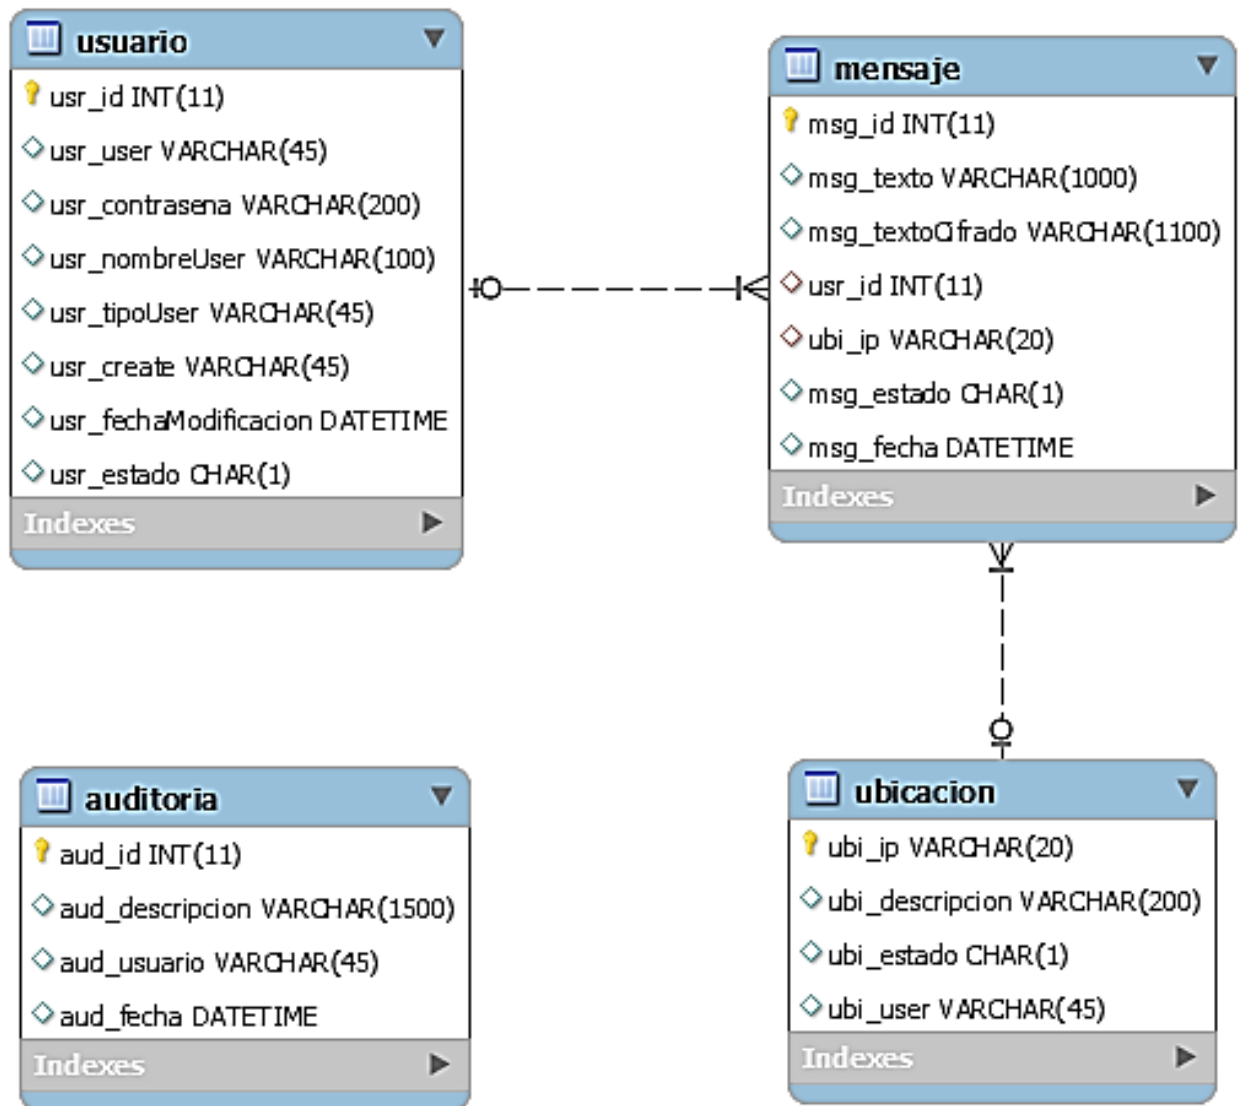 usuario
usr_id INT(11)
usr_user VARCHAR(45)
usr_contrasena VARCHAR(200)
usr_nombreUser VARCHAR(100)
usr_tipoUser VARCHAR(45)
usr_create VARCHAR(45)
usr_fechaModificacion DATETIME
usr_estado CHAR(1)
Indexes
mensaje
msg_id INT(11)
msg_texto VARCHAR(1000)
msg_textoCifrado VARCHAR(1100)
usr_id INT(11)
ubi_ip VARCHAR(20)
msg_estado CHAR(1)
msg_fecha DATETIME
Indexes
auditoria
aud_id INT(11)
aud_descripcion VARCHAR(1500)
aud_usuario VARCHAR(45)
aud_fecha DATETIME
Indexes
ubicacion
ubi_ip VARCHAR(20)
ubi_descripcion VARCHAR(200)
ubi_estado CHAR(1)
ubi_user VARCHAR(45)
Indexes